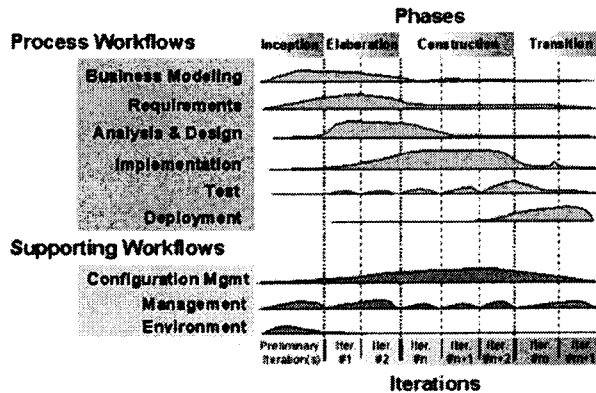 Phases
Process Workflows
Inception Elaboration Construction Transition
Business Modeling
Requirements
Analysis & Design
Implementation
Test
Deployment
Supporting Workflows
Configuration Mgmt
Management
Environment
Preliminary Iteration(s) Iter. #1 Iter. #2 Iter. #n Iter. #n+1 Iter. #n+2 Iter. #m Iter. #m+1
Iterations